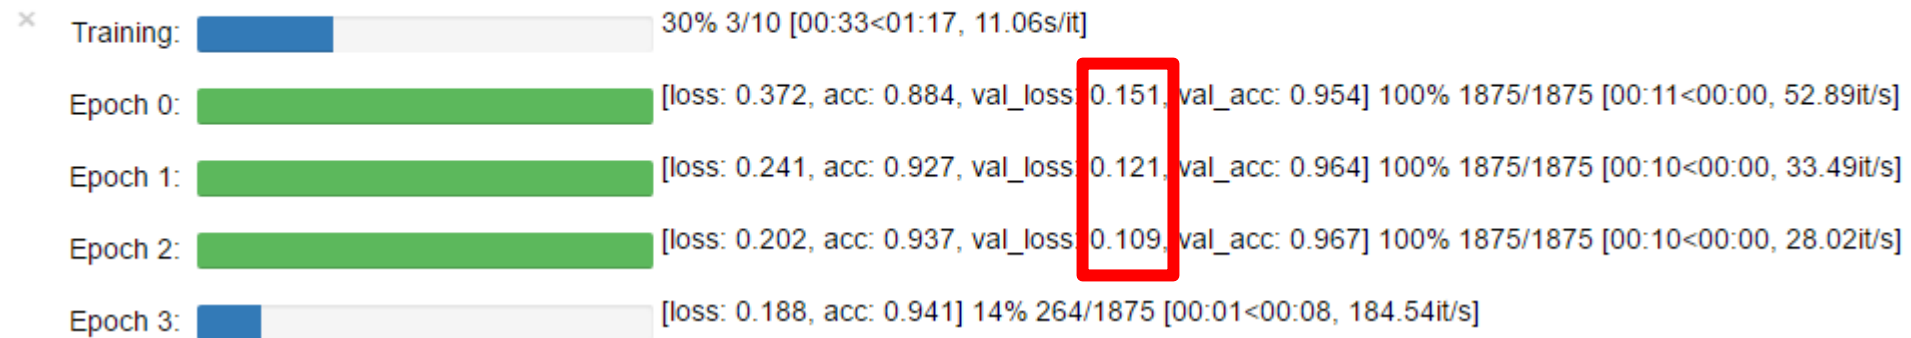 × Training: 30% 3/10 [00:33<01:17, 11.06s/it]
Epoch 0: [loss: 0.372, acc: 0.884, val_loss: 0.151, val_acc: 0.954] 100% 1875/1875 [00:11<00:00, 52.89it/s]
Epoch 1: [loss: 0.241, acc: 0.927, val_loss: 0.121, val_acc: 0.964] 100% 1875/1875 [00:10<00:00, 33.49it/s]
Epoch 2: [loss: 0.202, acc: 0.937, val_loss: 0.109, val_acc: 0.967] 100% 1875/1875 [00:10<00:00, 28.02it/s]
Epoch 3: [loss: 0.188, acc: 0.941] 14% 264/1875 [00:01<00:08, 184.54it/s]